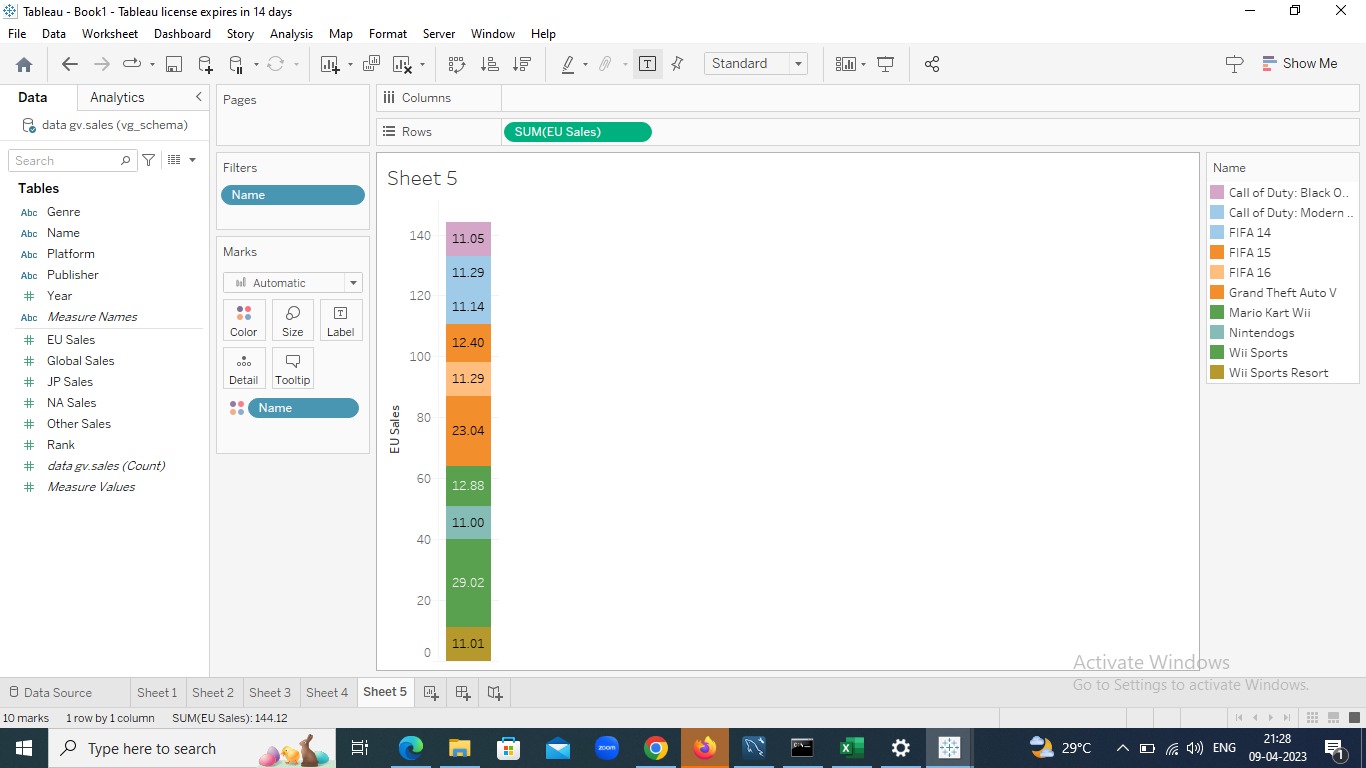 Tableau - Book1 - Tableau license expires in 14 days
File Data Worksheet Dashboard Story Analysis Map Format Server Window Help
Standard
Show Me
Data Analytics
data gv.sales (vg_schema)
Search
Tables
Abc Genre
Abc Name
Abc Platform
Abc Publisher
# Year
Abc Measure Names
# EU Sales
# Global Sales
# JP Sales
# NA Sales
# Other Sales
# Rank
# data gv.sales (Count)
# Measure Values
Pages
Filters
Name
Marks
Automatic
Color Size Label
Detail Tooltip
Name
Columns
Rows SUM(EU Sales)
Sheet 5
EU Sales
140
120
100
80
60
40
20
0
11.05
11.29
11.14
12.40
11.29
23.04
12.88
11.00
29.02
11.01
Name
Call of Duty: Black O..
Call of Duty: Modern ..
FIFA 14
FIFA 15
FIFA 16
Grand Theft Auto V
Mario Kart Wii
Nintendogs
Wii Sports
Wii Sports Resort
Activate Windows
Go to Settings to activate Windows.
Data Source Sheet 1 Sheet 2 Sheet 3 Sheet 4 Sheet 5
10 marks 1 row by 1 column SUM(EU Sales): 144.12
Type here to search
zoom
29°C
ENG
21:28
09-04-2023
1